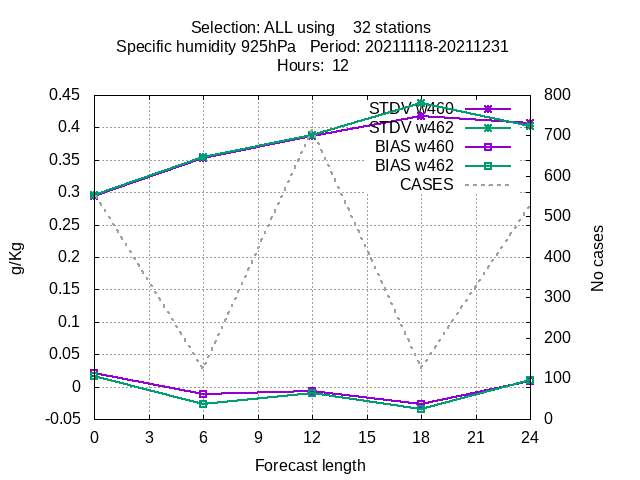 Selection: ALL using    32 stations
Specific humidity 925hPa   Period: 20211118-20211231
Hours:  12
0.45
0.4
0.35
0.3
0.25
0.2
0.15
0.1
0.05
0
-0.05
g/Kg
STDV w460
STDV w462
BIAS w460
BIAS w462
CASES
800
700
600
500
400
300
200
100
0
No cases
0 3 6 9 12 15 18 21 24
Forecast length